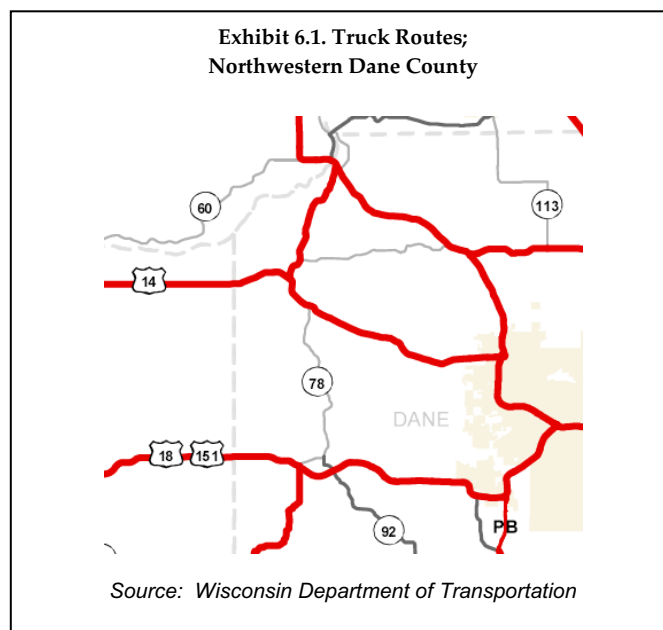 Exhibit 6.1. Truck Routes;
Northwestern Dane County
60
113
14
78
DANE
18 151
92
PB
Source: Wisconsin Department of Transportation